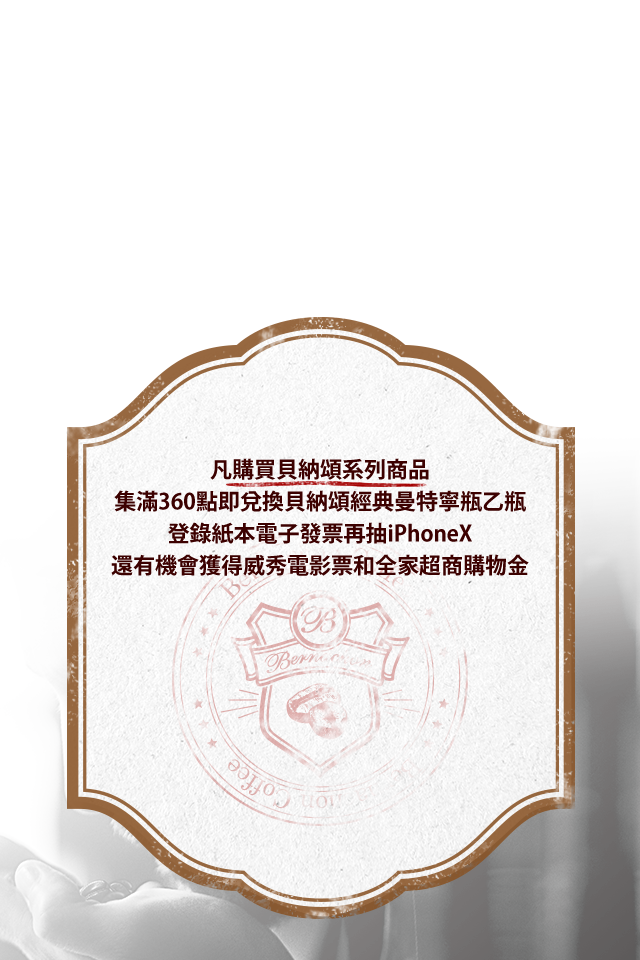 凡購買貝納頌系列商品
集滿360點即兌換貝納頌經典曼特寧瓶乙瓶
登錄紙本電子發票再抽iPhoneX
還有機會獲得威秀電影票和全家超商購物金
B
Coffee